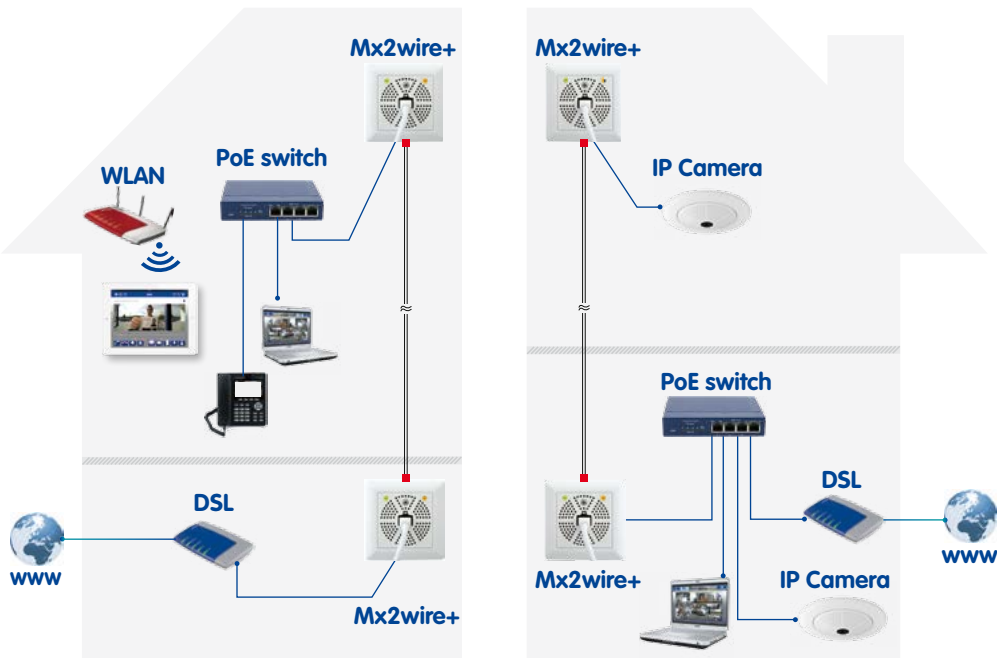 Mx2wire+
PoE switch
WLAN
DSL
www
Mx2wire+
Mx2wire+
IP Camera
PoE switch
DSL
www
Mx2wire+
IP Camera